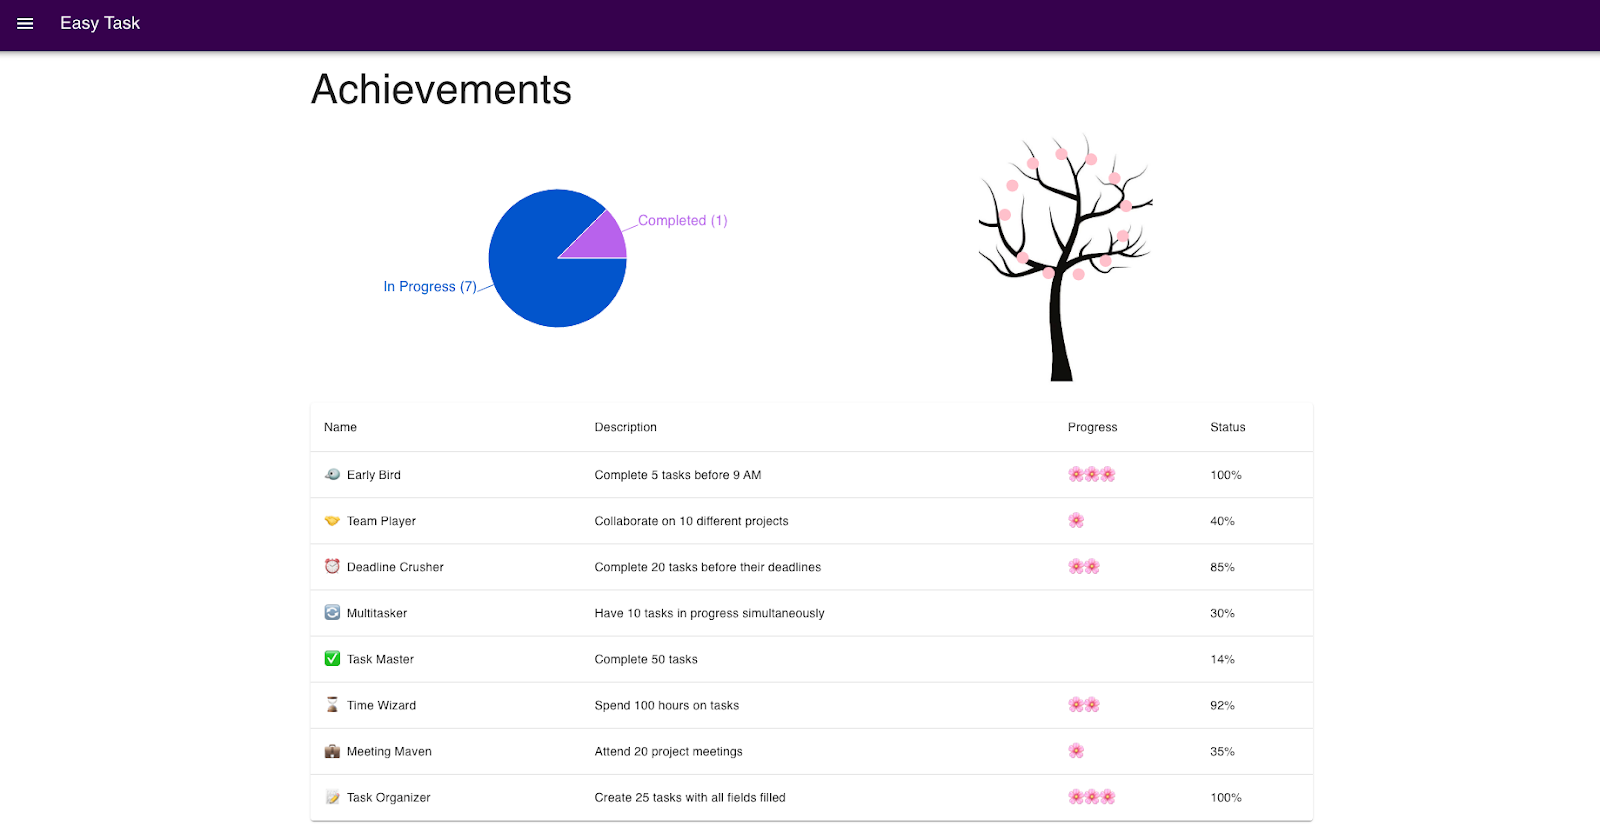 Easy Task
Achievements
Completed (1)
In Progress (7)
Name Description Progress Status
Early Bird Complete 5 tasks before 9 AM 100%
Team Player Collaborate on 10 different projects 40%
Deadline Crusher Complete 20 tasks before their deadlines 85%
Multitasker Have 10 tasks in progress simultaneously 30%
Task Master Complete 50 tasks 14%
Time Wizard Spend 100 hours on tasks 92%
Meeting Maven Attend 20 project meetings 35%
Task Organizer Create 25 tasks with all fields filled 100%